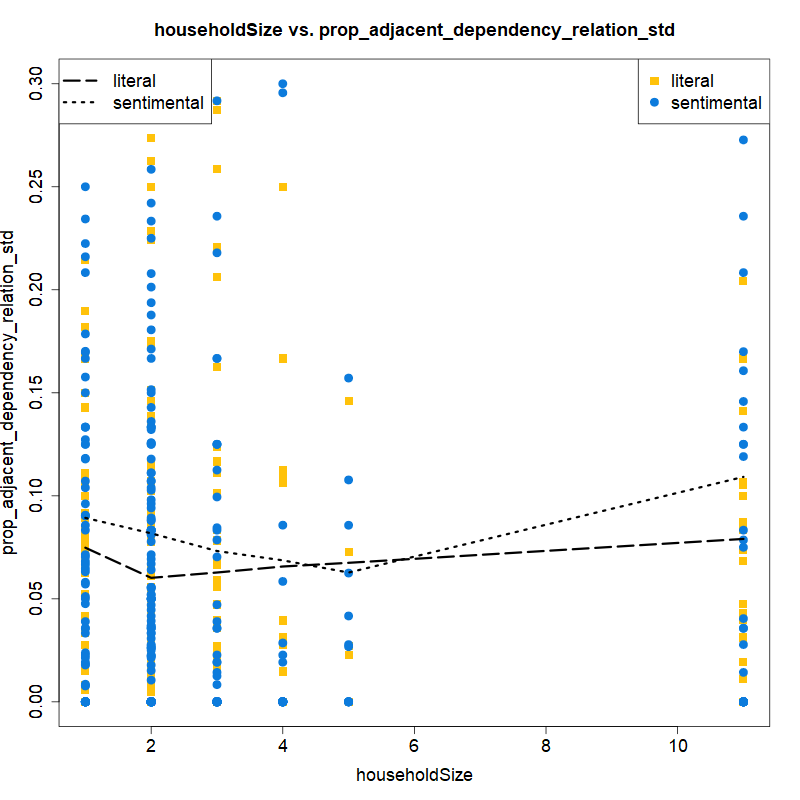 householdSize vs. prop_adjacent_dependency_relation_std
literal
sentimental
literal
sentimental
prop_adjacent_dependency_relation_std
0.30
0.25
0.20
0.15
0.10
0.05
0.00
2 4 6 8 10
householdSize